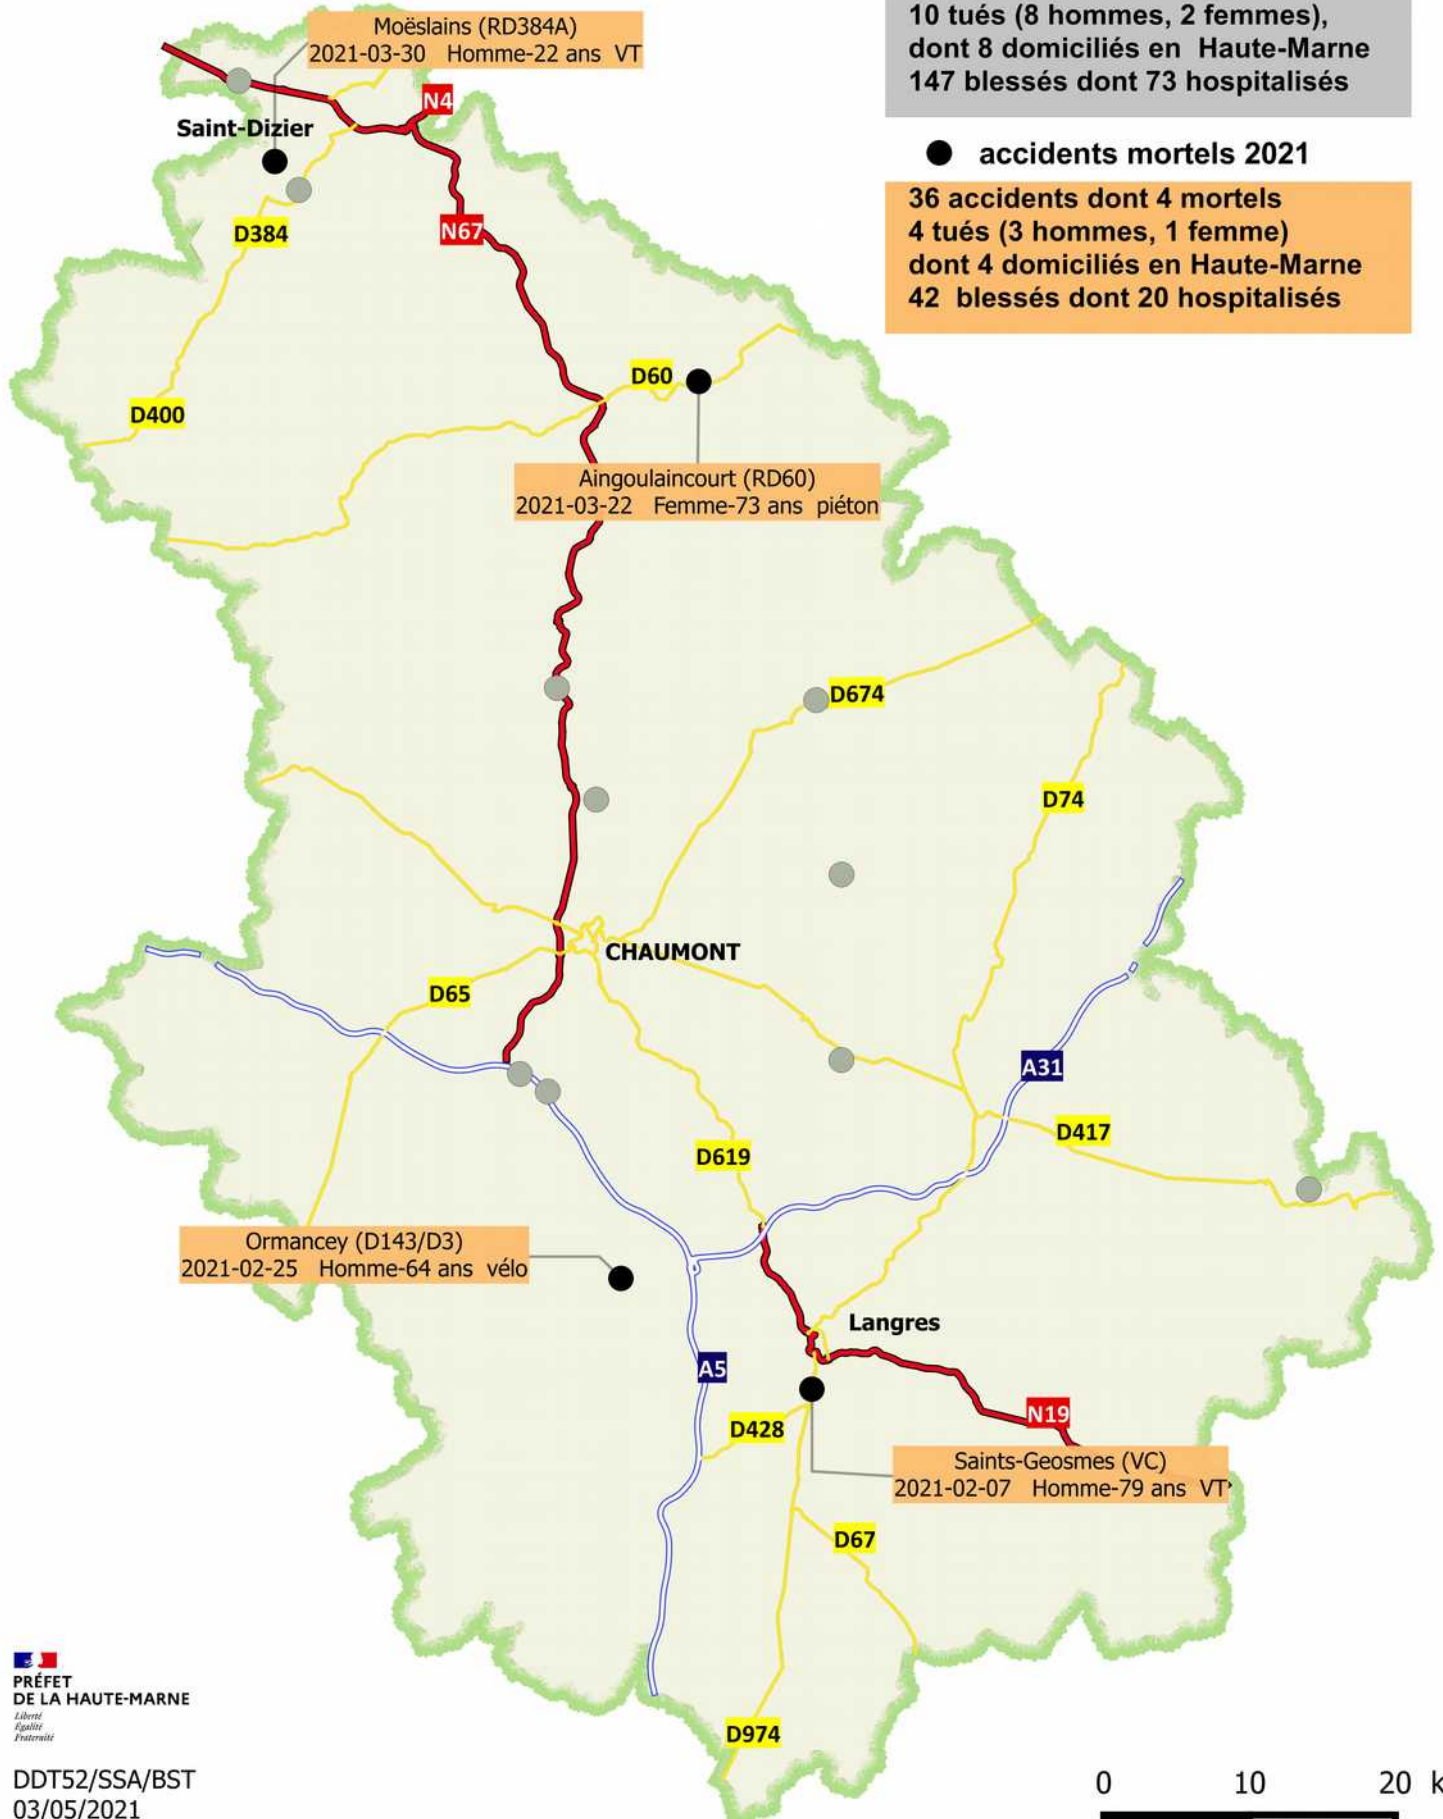 10 tués (8 hommes, 2 femmes),
dont 8 domiciliés en Haute-Marne
147 blessés dont 73 hospitalisés
accidents mortels 2021
36 accidents dont 4 mortels
4 tués (3 hommes, 1 femme)
dont 4 domiciliés en Haute-Marne
42 blessés dont 20 hospitalisés
Moëslains (RD384A)
2021-03-30 Homme-22 ans VT
N4
Saint-Dizier
D384
N67
D60
D400
Aingoulaincourt (RD60)
2021-03-22 Femme-73 ans piéton
D674
D74
CHAUMONT
D65
A31
D417
D619
Ormancey (D143/D3)
2021-02-25 Homme-64 ans vélo
Langres
A5
N19
D428
Saints-Geosmes (VC)
2021-02-07 Homme-79 ans VT
D67
D974
PRÉFET
DE LA HAUTE-MARNE
Liberté
Égalité
Fraternité
DDT52/SSA/BST
03/05/2021
0 10 20 k